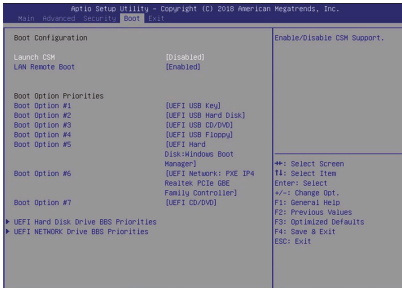 Aptio Setup Utility - Copyright (C) 2018 American Megatrends, Inc.
Main Advanced Security Boot Exit
Boot Configuration
Launch CSM [Disabled]
LAN Remote Boot [Enabled]
Boot Option Priorities
Boot Option #1 [UEFI USB Key]
Boot Option #2 [UEFI USB Hard Disk]
Boot Option #3 [UEFI USB CD/DVD]
Boot Option #4 [UEFI USB Floppy]
Boot Option #5 [UEFI Hard
Disk:Windows Boot
Manager]
Boot Option #6 [UEFI Network: PXE IP4
Realtek PCIe GBE
Family Controller]
Boot Option #7 [UEFI CD/DVD]
UEFI Hard Disk Drive BBS Priorities
UEFI NETWORK Drive BBS Priorities
Enable/Disable CSM Support.
→←: Select Screen
↑↓: Select Item
Enter: Select
+/-: Change Opt.
F1: General Help
F2: Previous Values
F3: Optimized Defaults
F4: Save & Exit
ESC: Exit